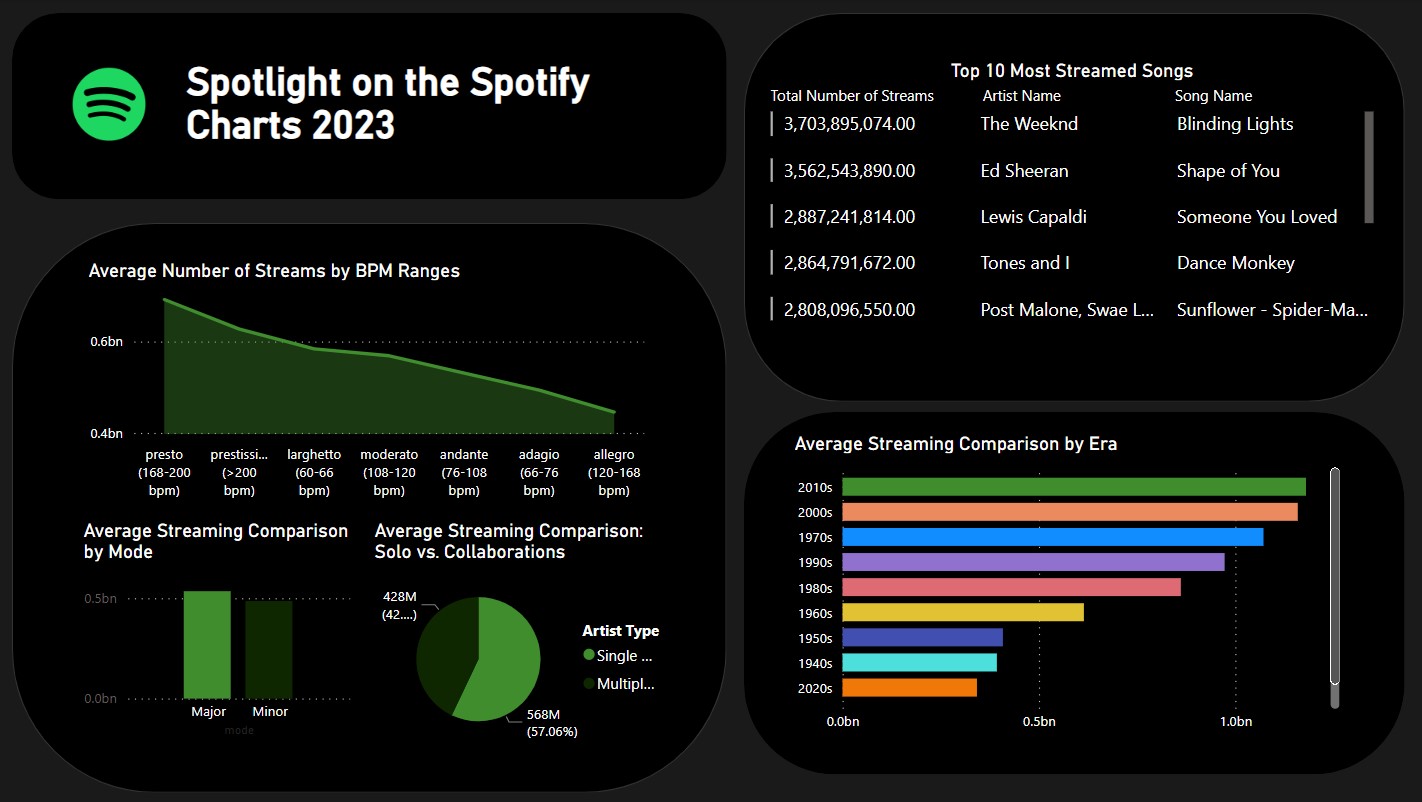 Spotlight on the Spotify
Charts 2023
Top 10 Most Streamed Songs
Total Number of Streams Artist Name Song Name
3,703,895,074.00 The Weeknd Blinding Lights
3,562,543,890.00 Ed Sheeran Shape of You
2,887,241,814.00 Lewis Capaldi Someone You Loved
2,864,791,672.00 Tones and I Dance Monkey
2,808,096,550.00 Post Malone, Swae L... Sunflower - Spider-Ma...
Average Number of Streams by BPM Ranges
0.6bn
0.4bn
presto prestissi... larghetto moderato andante adagio allegro
(168-200 (>200 (60-66 (108-120 (76-108 (66-76 (120-168
bpm) bpm) bpm) bpm) bpm) bpm) bpm)
Average Streaming Comparison
by Mode
0.5bn
0.0bn
Major Minor
mode
Average Streaming Comparison:
Solo vs. Collaborations
428M
(42....)
568M
(57.06%)
Artist Type
Single ...
Multipl...
Average Streaming Comparison by Era
2010s
2000s
1970s
1990s
1980s
1960s
1950s
1940s
2020s
0.0bn 0.5bn 1.0bn